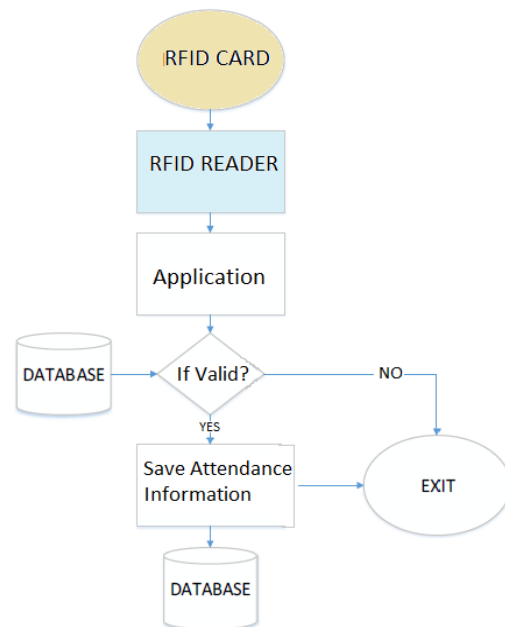 RFID CARD
RFID READER
Application
DATABASE
If Valid?
NO
YES
Save Attendance
Information
EXIT
DATABASE